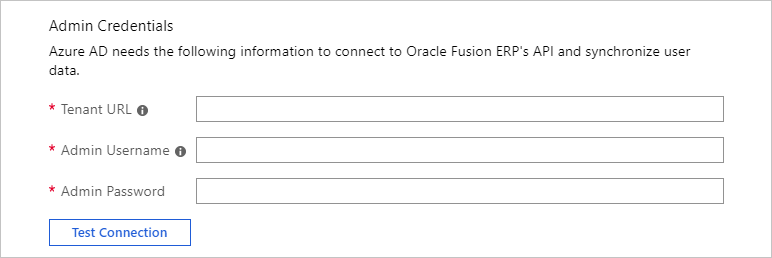 Admin Credentials
Azure AD needs the following information to connect to Oracle Fusion ERP's API and synchronize user
data.
* Tenant URL
* Admin Username
* Admin Password
Test Connection